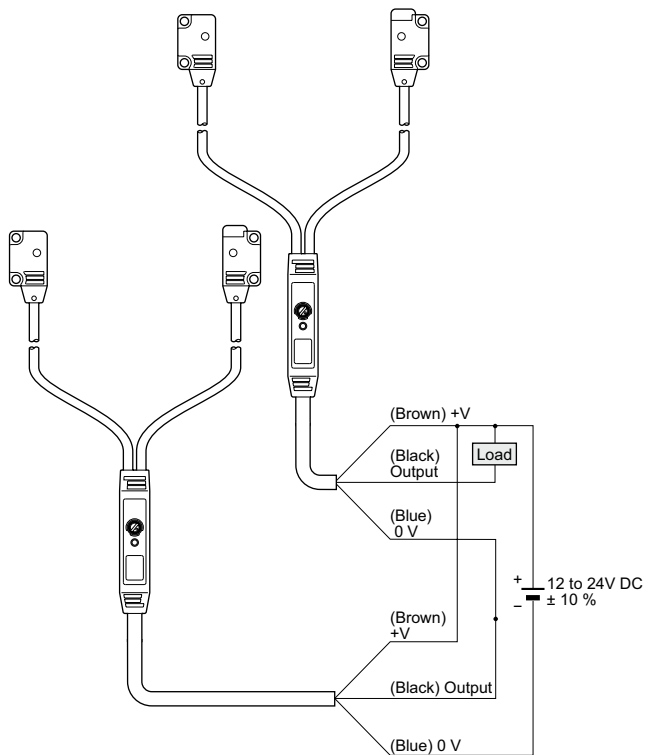 (Brown) +V
(Black)
Output
Load
(Blue)
0 V
+ 12 to 24V DC
− ± 10 %
(Brown)
+V
(Black) Output
(Blue) 0 V